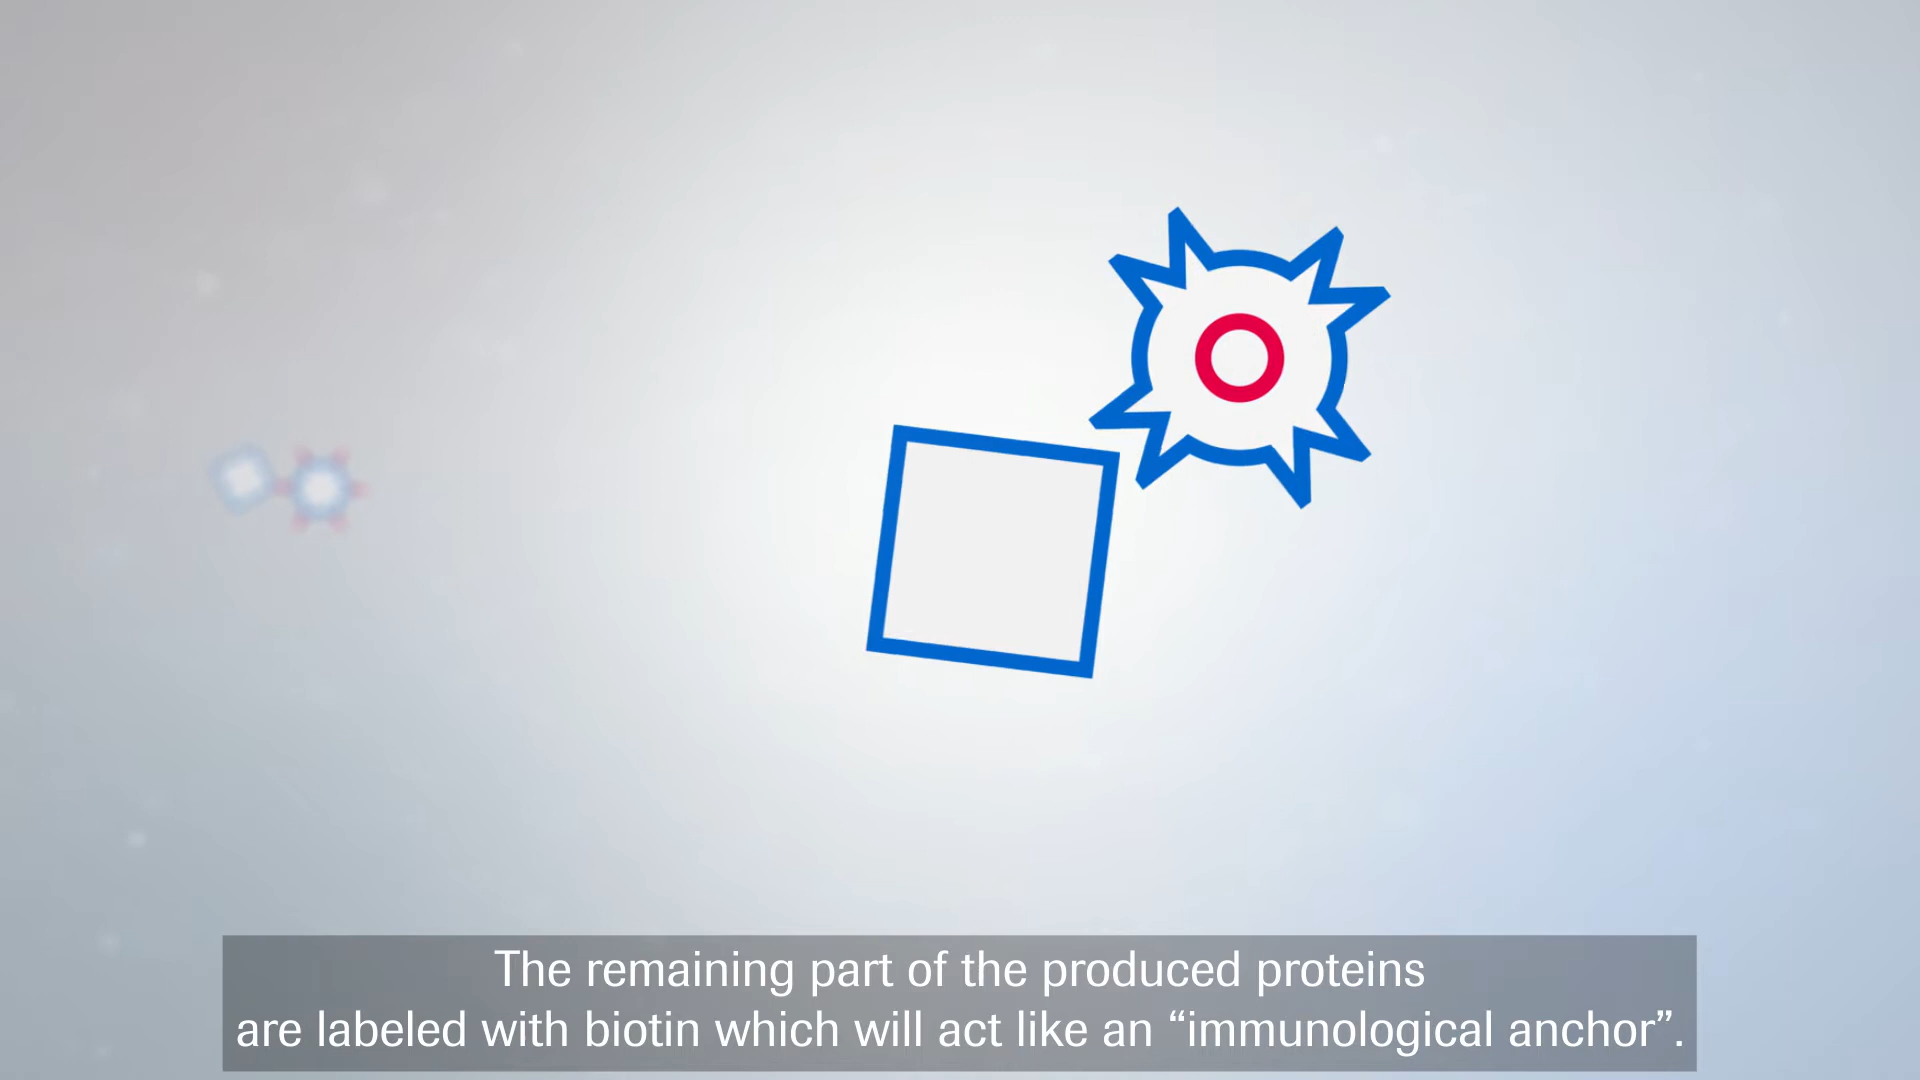 The remaining part of the produced proteins
are labeled with biotin which will act like an “immunological anchor”.